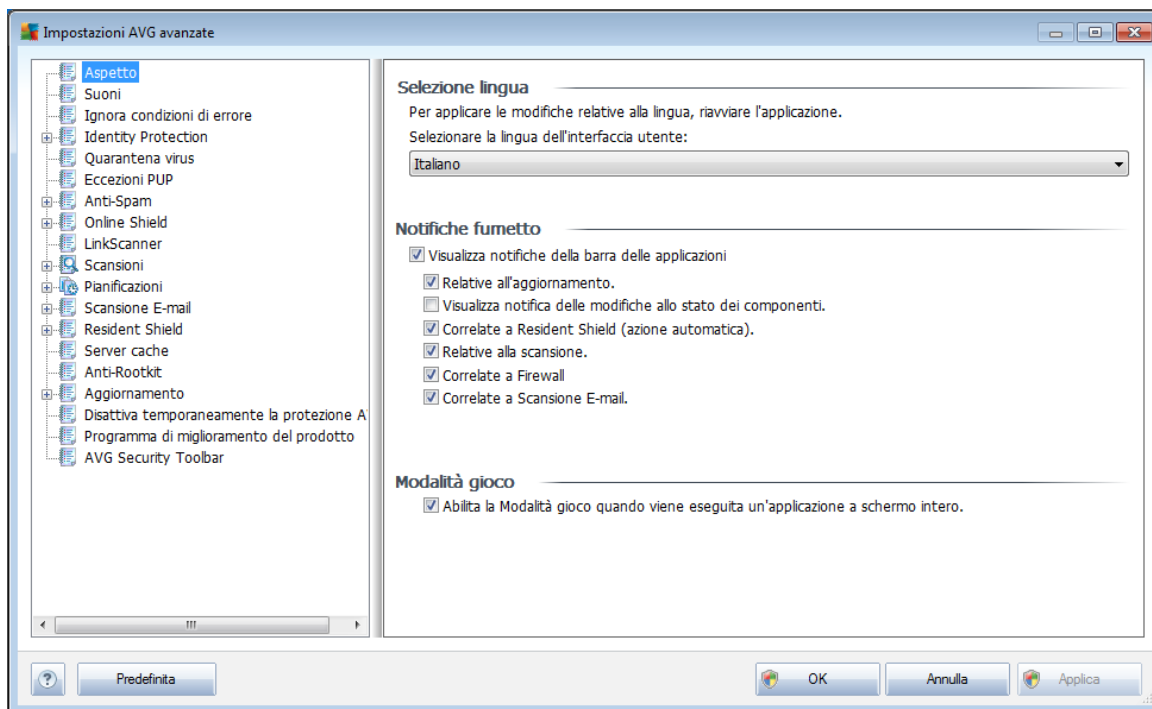 Impostazioni AVG avanzate
Aspetto
Suoni
Ignora condizioni di errore
Identity Protection
Quarantena virus
Eccezioni PUP
Anti-Spam
Online Shield
LinkScanner
Scansioni
Pianificazioni
Scansione E-mail
Resident Shield
Server cache
Anti-Rootkit
Aggiornamento
Disattiva temporaneamente la protezione A
Programma di miglioramento del prodotto
AVG Security Toolbar
Selezione lingua
Per applicare le modifiche relative alla lingua, riavviare l'applicazione.
Selezionare la lingua dell'interfaccia utente:
Italiano
Notifiche fumetto
Visualizza notifiche della barra delle applicazioni
Relative all'aggiornamento.
Visualizza notifica delle modifiche allo stato dei componenti.
Correlate a Resident Shield (azione automatica).
Relative alla scansione.
Correlate a Firewall
Correlate a Scansione E-mail.
Modalità gioco
Abilita la Modalità gioco quando viene eseguita un'applicazione a schermo intero.
? Predefinita OK Annulla Applica